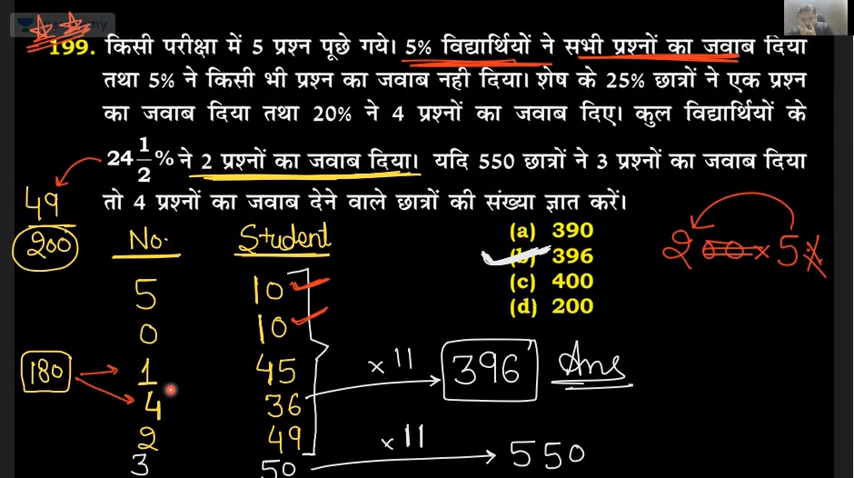 199. किसी परीक्षा में 5 प्रश्न पूछे गये। 5% विद्यार्थियों ने सभी प्रश्नों का जवाब दिया
तथा 5% ने किसी भी प्रश्न का जवाब नही दिया। शेष के 25% छात्रों ने एक प्रश्न
का जवाब दिया तथा 20% ने 4 प्रश्नों का जवाब दिए। कुल विद्यार्थियों के
24 1/2% ने 2 प्रश्नों का जवाब दिया। यदि 550 छात्रों ने 3 प्रश्नों का जवाब दिया
तो 4 प्रश्नों का जवाब देने वाले छात्रों की संख्या ज्ञात करें।
(a) 390
(b) 396
(c) 400
(d) 200
49
200
No. Student
5 10
0 10
1 45
4 36
2 49
3 50
180
×11 396 Ans
×11 550
200×5%